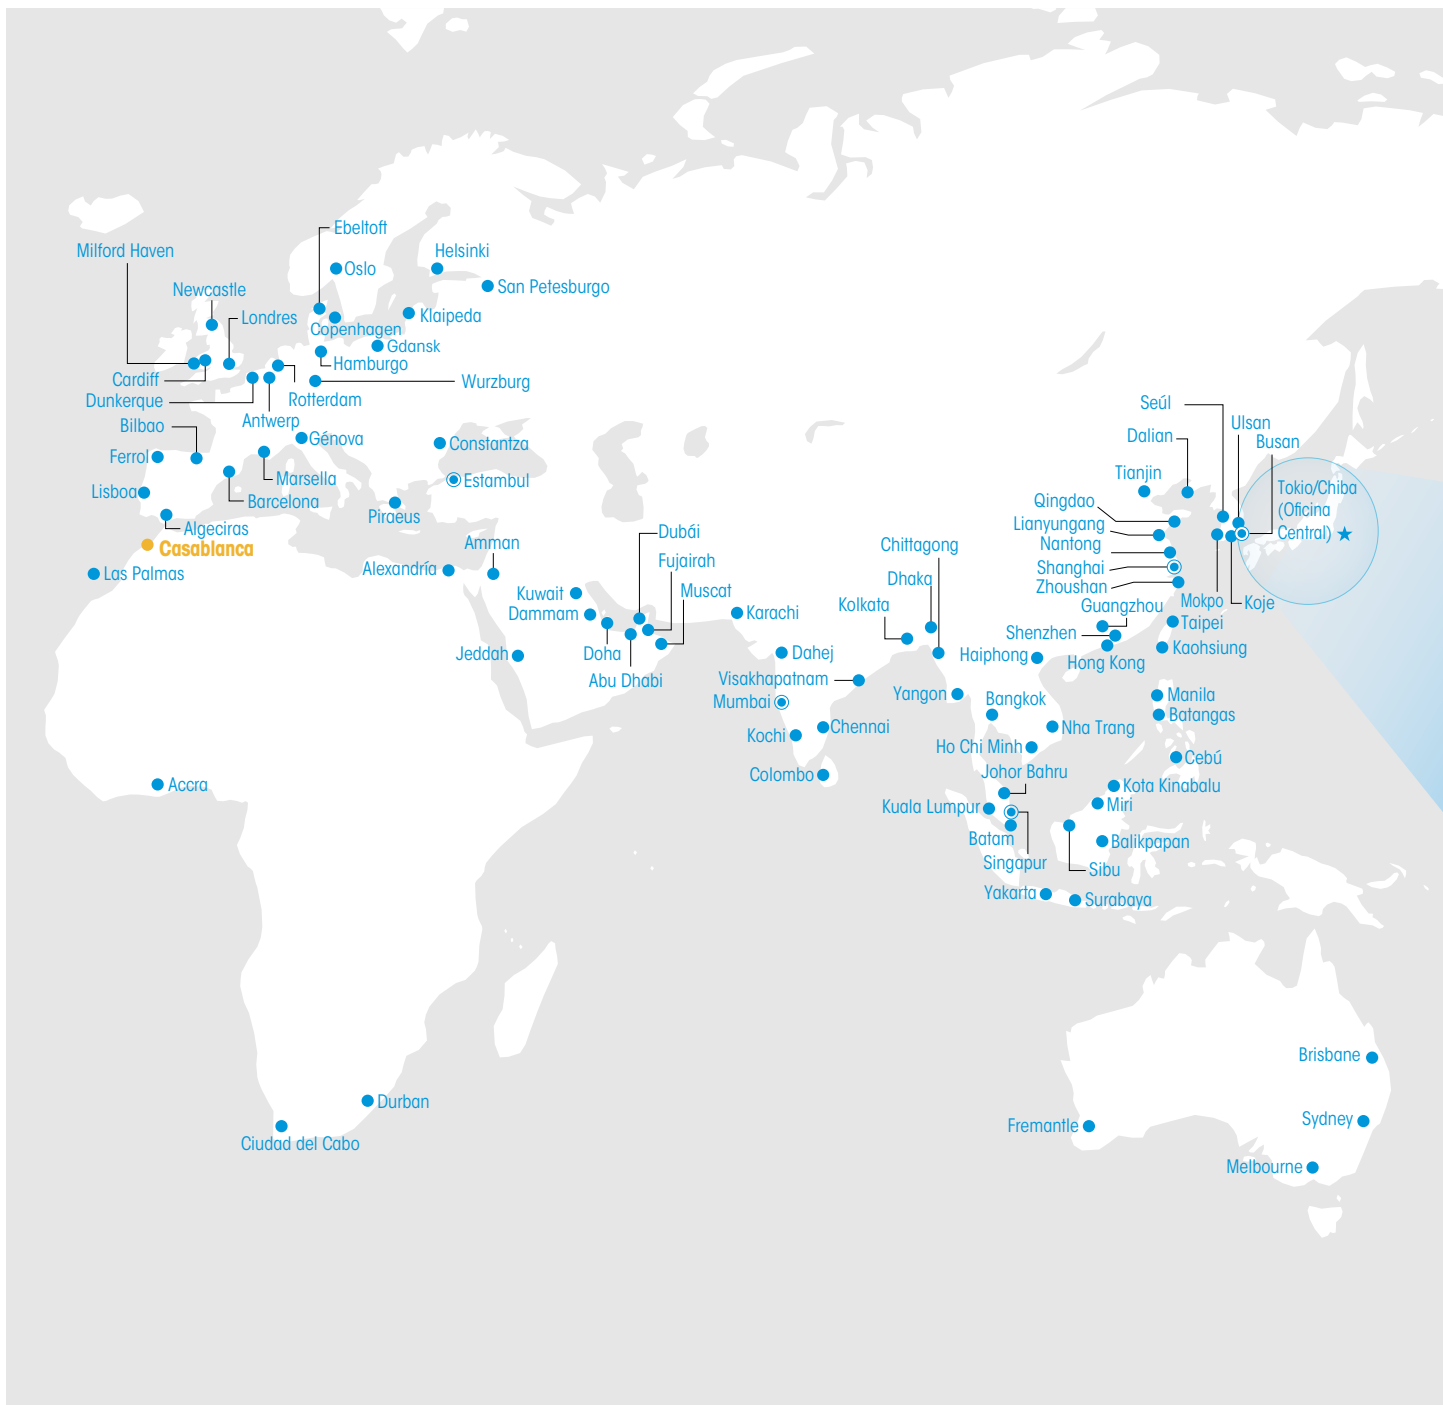 Ebeltoft
Milford Haven
Helsinki
Oslo
San Petesburgo
Newcastle
Londres
Klaipeda
Copenhagen
Gdansk
Hamburgo
Cardiff
Wurzburg
Dunkerque
Rotterdam
Antwerp
Bilbao
Génova
Constantza
Ferrol
Marsella
Estambul
Lisboa
Barcelona
Piraeus
Algeciras
Casablanca
Las Palmas
Alexandría
Amman
Dubái
Fujairah
Muscat
Kuwait
Dammam
Doha
Abu Dhabi
Jeddah
Karachi
Dahej
Visakhapatnam
Mumbai
Kochi
Chennai
Colombo
Chittagong
Dhaka
Kolkata
Yangon
Seúl
Ulsan
Dalian
Busan
Tianjin
Tokio/Chiba
(Oficina
Central)
Qingdao
Lianyungang
Nantong
Shanghai
Zhoushan
Guangzhou
Mokpo
Koje
Shenzhen
Taipei
Haiphong
Hong Kong
Kaohsiung
Bangkok
Manila
Batangas
Nha Trang
Ho Chi Minh
Cebú
Johor Bahru
Kota Kinabalu
Kuala Lumpur
Miri
Batam
Balikpapan
Singapur
Sibu
Yakarta
Surabaya
Accra
Durban
Ciudad del Cabo
Brisbane
Fremantle
Sydney
Melbourne